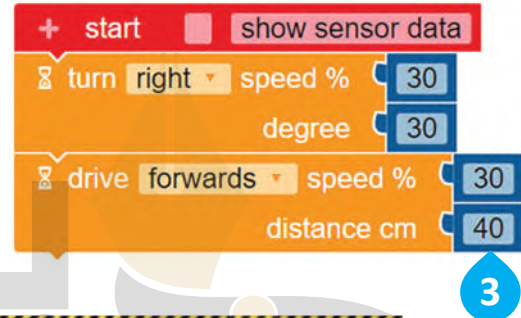 + start show sensor data
turn right speed % 30
degree 30
drive forwards speed % 30
distance cm 40
3